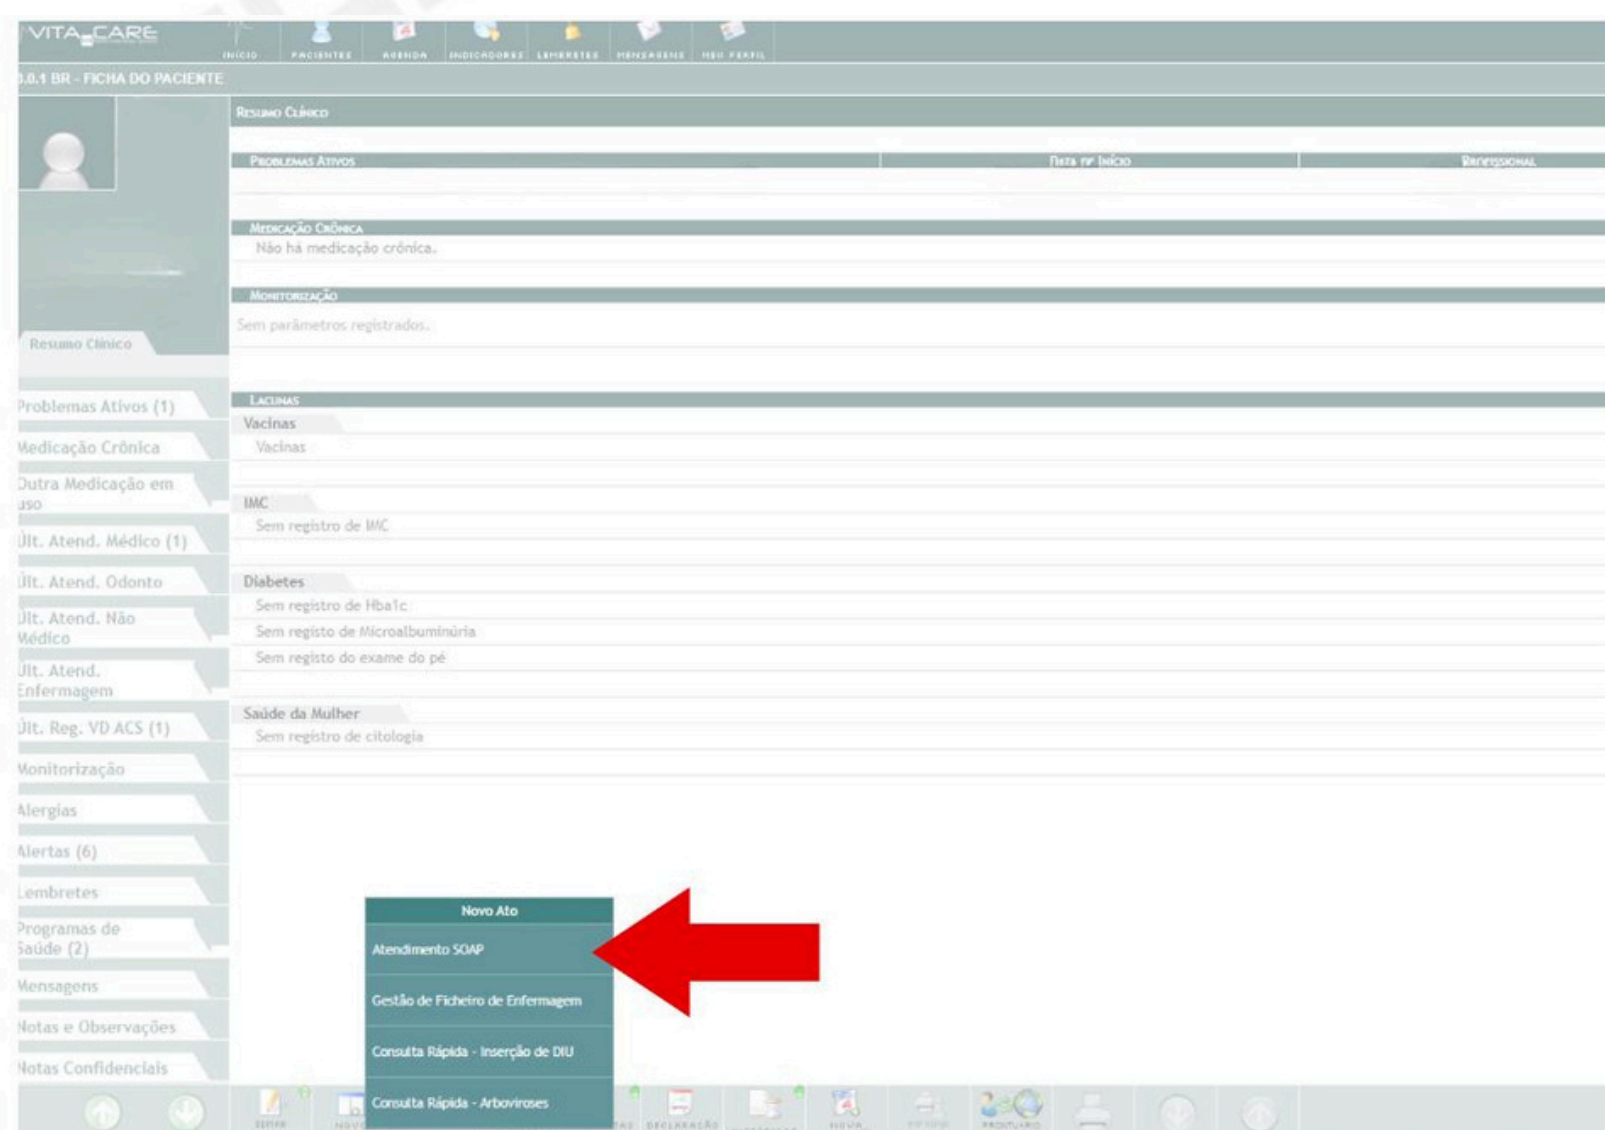 VITA CARE
INÍCIO PACIENTES AGENDA INDICADORES LEMBRETES MENSAGENS MEU PERFIL
.0.1 BR - FICHA DO PACIENTE
RESUMO CLÍNICO
PROBLEMAS ATIVOS DATA DE INÍCIO PROFISSIONAL
MEDICAÇÃO CRÔNICA
Não há medicação crônica.
MONITORIZAÇÃO
Sem parâmetros registrados.
Resumo Clínico
Problemas Ativos (1)
Medicação Crônica
Outra Medicação em
uso
Últ. Atend. Médico (1)
Últ. Atend. Odonto
Últ. Atend. Não
Médico
Últ. Atend.
Enfermagem
Últ. Reg. VD ACS (1)
Monitorização
Alergias
Alertas (6)
Lembretes
Programas de
Saúde (2)
Mensagens
Notas e Observações
Notas Confidenciais
LACUNAS
Vacinas
Vacinas
IMC
Sem registro de IMC
Diabetes
Sem registro de Hba1c
Sem registo de Microalbuminúria
Sem registo do exame do pé
Saúde da Mulher
Sem registro de citologia
Novo Ato
Atendimento SOAP
Gestão de Ficheiro de Enfermagem
Consulta Rápida - Inserção de DIU
Consulta Rápida - Arboviroses
DECLARAÇÃO NOVA PRONTUÁRIO